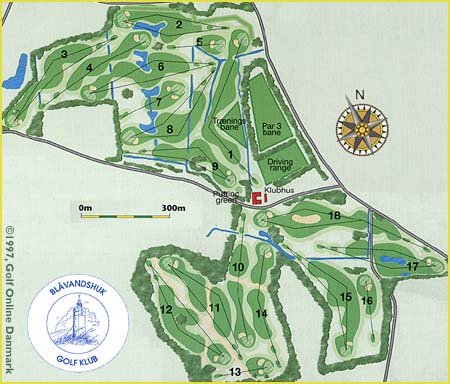 2
3
4
5
6
7
8
9
1
Trænings
bane
Par 3
bane
Driving
range
N
Putting
green
Klubhus
0m 300m
18
17
10
11
12
13
14
15
16
©1997, Golf Online Danmark
BLÅVANDSHUK
GOLF KLUB